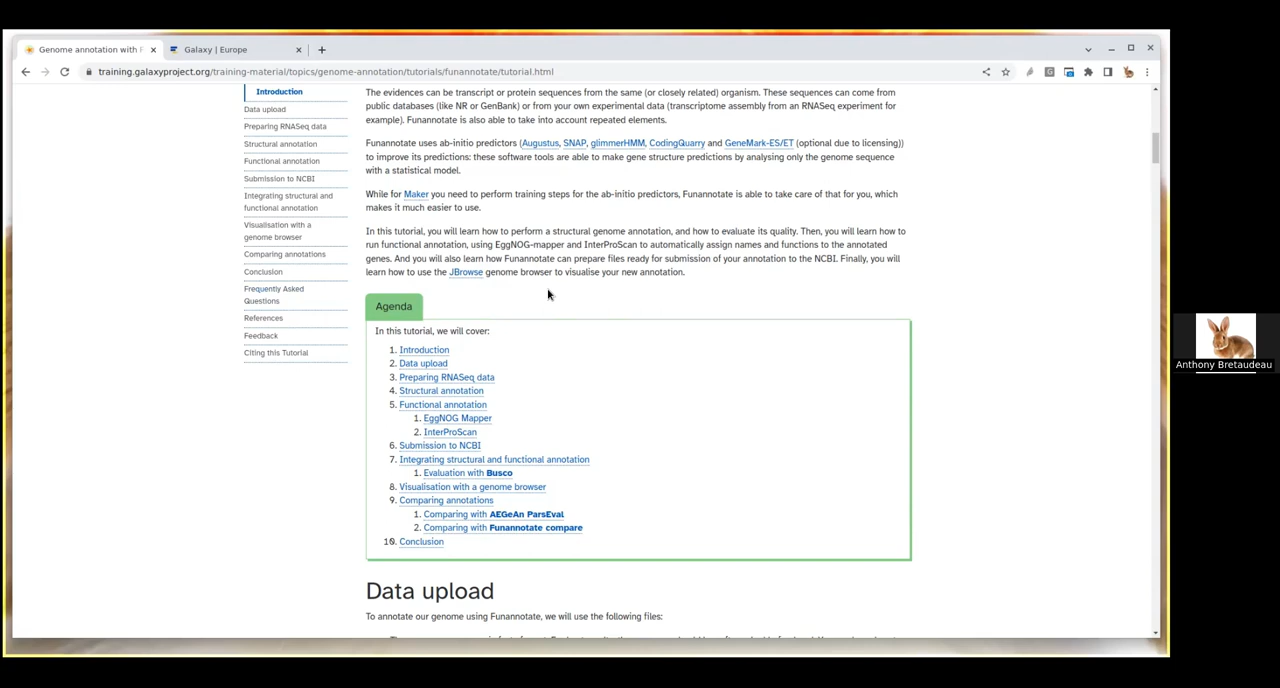 Genome annotation with F
Galaxy | Europe
training.galaxyproject.org/training-material/topics/genome-annotation/tutorials/funannotate/tutorial.html
Introduction
Data upload
Preparing RNASeq data
Structural annotation
Functional annotation
Submission to NCBI
Integrating structural and
functional annotation
Visualisation with a
genome browser
Comparing annotations
Conclusion
Frequently Asked
Questions
References
Feedback
Citing this Tutorial
The evidences can be transcript or protein sequences from the same (or closely related) organism. These sequences can come from
public databases (like NR or GenBank) or from your own experimental data (transcriptome assembly from an RNASeq experiment for
example). Funannotate is also able to take into account repeated elements.
Funannotate uses ab-initio predictors (Augustus, SNAP, glimmerHMM, CodingQuarry and GeneMark-ES/ET (optional due to licensing))
to improve its predictions: these software tools are able to make gene structure predictions by analysing only the genome sequence
with a statistical model.
While for Maker you need to perform training steps for the ab-initio predictors, Funannotate is able to take care of that for you, which
makes it much easier to use.
In this tutorial, you will learn how to perform a structural genome annotation, and how to evaluate its quality. Then, you will learn how to
run functional annotation, using EggNOG-mapper and InterProScan to automatically assign names and functions to the annotated
genes. And you will also learn how Funannotate can prepare files ready for submission of your annotation to the NCBI. Finally, you will
learn how to use the JBrowse genome browser to visualise your new annotation.
Agenda
In this tutorial, we will cover:
1. Introduction
2. Data upload
3. Preparing RNASeq data
4. Structural annotation
5. Functional annotation
1. EggNOG Mapper
2. InterProScan
6. Submission to NCBI
7. Integrating structural and functional annotation
1. Evaluation with Busco
8. Visualisation with a genome browser
9. Comparing annotations
1. Comparing with AEGeAn ParsEval
2. Comparing with Funannotate compare
10. Conclusion
Data upload
To annotate our genome using Funannotate, we will use the following files:
Anthony Bretaudeau